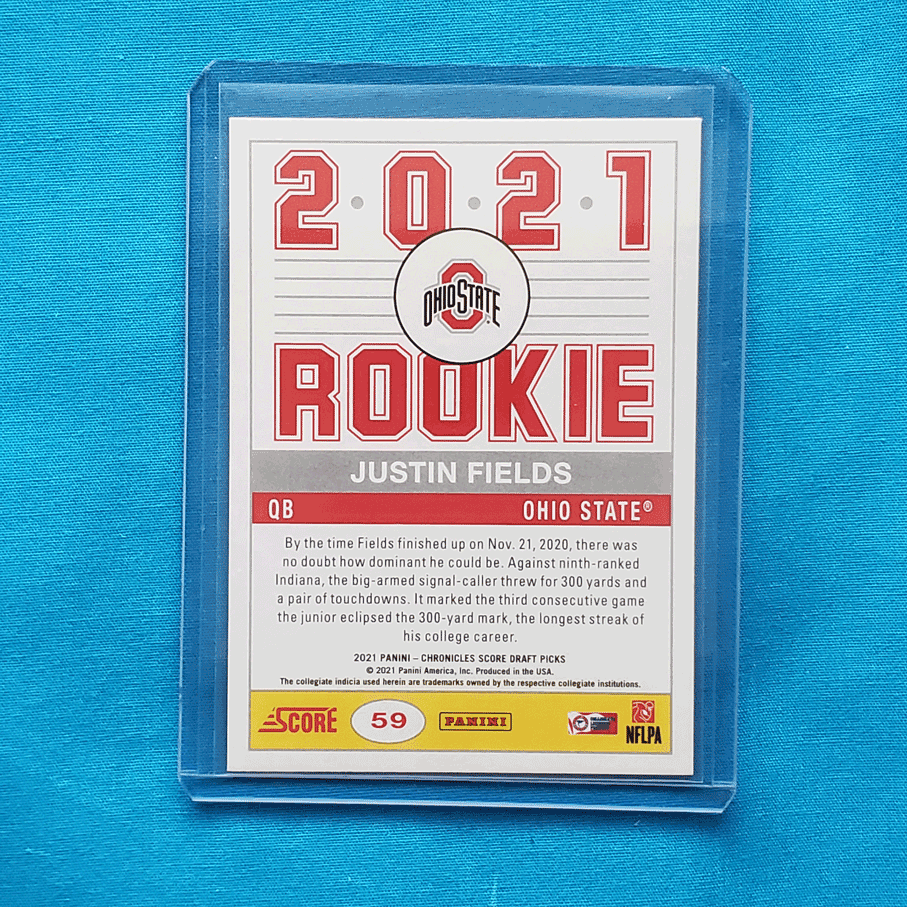 2 • 0 • 2 • 1
OHIO STATE
ROOKIE
JUSTIN FIELDS
QB OHIO STATE®
By the time Fields finished up on Nov. 21, 2020, there was
no doubt how dominant he could be. Against ninth-ranked
Indiana, the big-armed signal-caller threw for 300 yards and
a pair of touchdowns. It marked the third consecutive game
the junior eclipsed the 300-yard mark, the longest streak of
his college career.
2021 PANINI – CHRONICLES SCORE DRAFT PICKS
© 2021 Panini America, Inc. Produced in the USA.
The collegiate indicia used herein are trademarks owned by the respective collegiate institutions.
SCORE 59 PANINI NFLPA